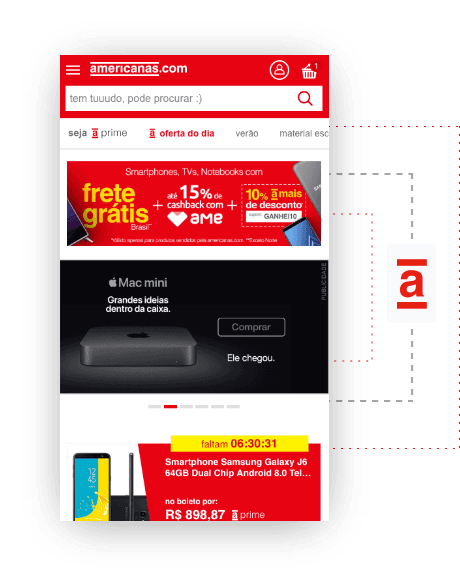 americanas.com
1
tem tuuudo, pode procurar :)
seja a prime a oferta do dia verão material esc
Smartphones, TVs, Notebooks com
frete grátis Brasil*
+
até 15% de cashback com ame
+
10% a mais de desconto
cupom: GANHEI10
*Válido apenas para produtos vendidos pela americanas.com **Exceto Norte
PUBLICIDADE
Mac mini
Grandes ideias
dentro da caixa.
Comprar
Ele chegou.
a
faltam 06:30:31
Smartphone Samsung Galaxy J6
64GB Dual Chip Android 8.0 Tel...
no boleto por:
R$ 898,87 a prime